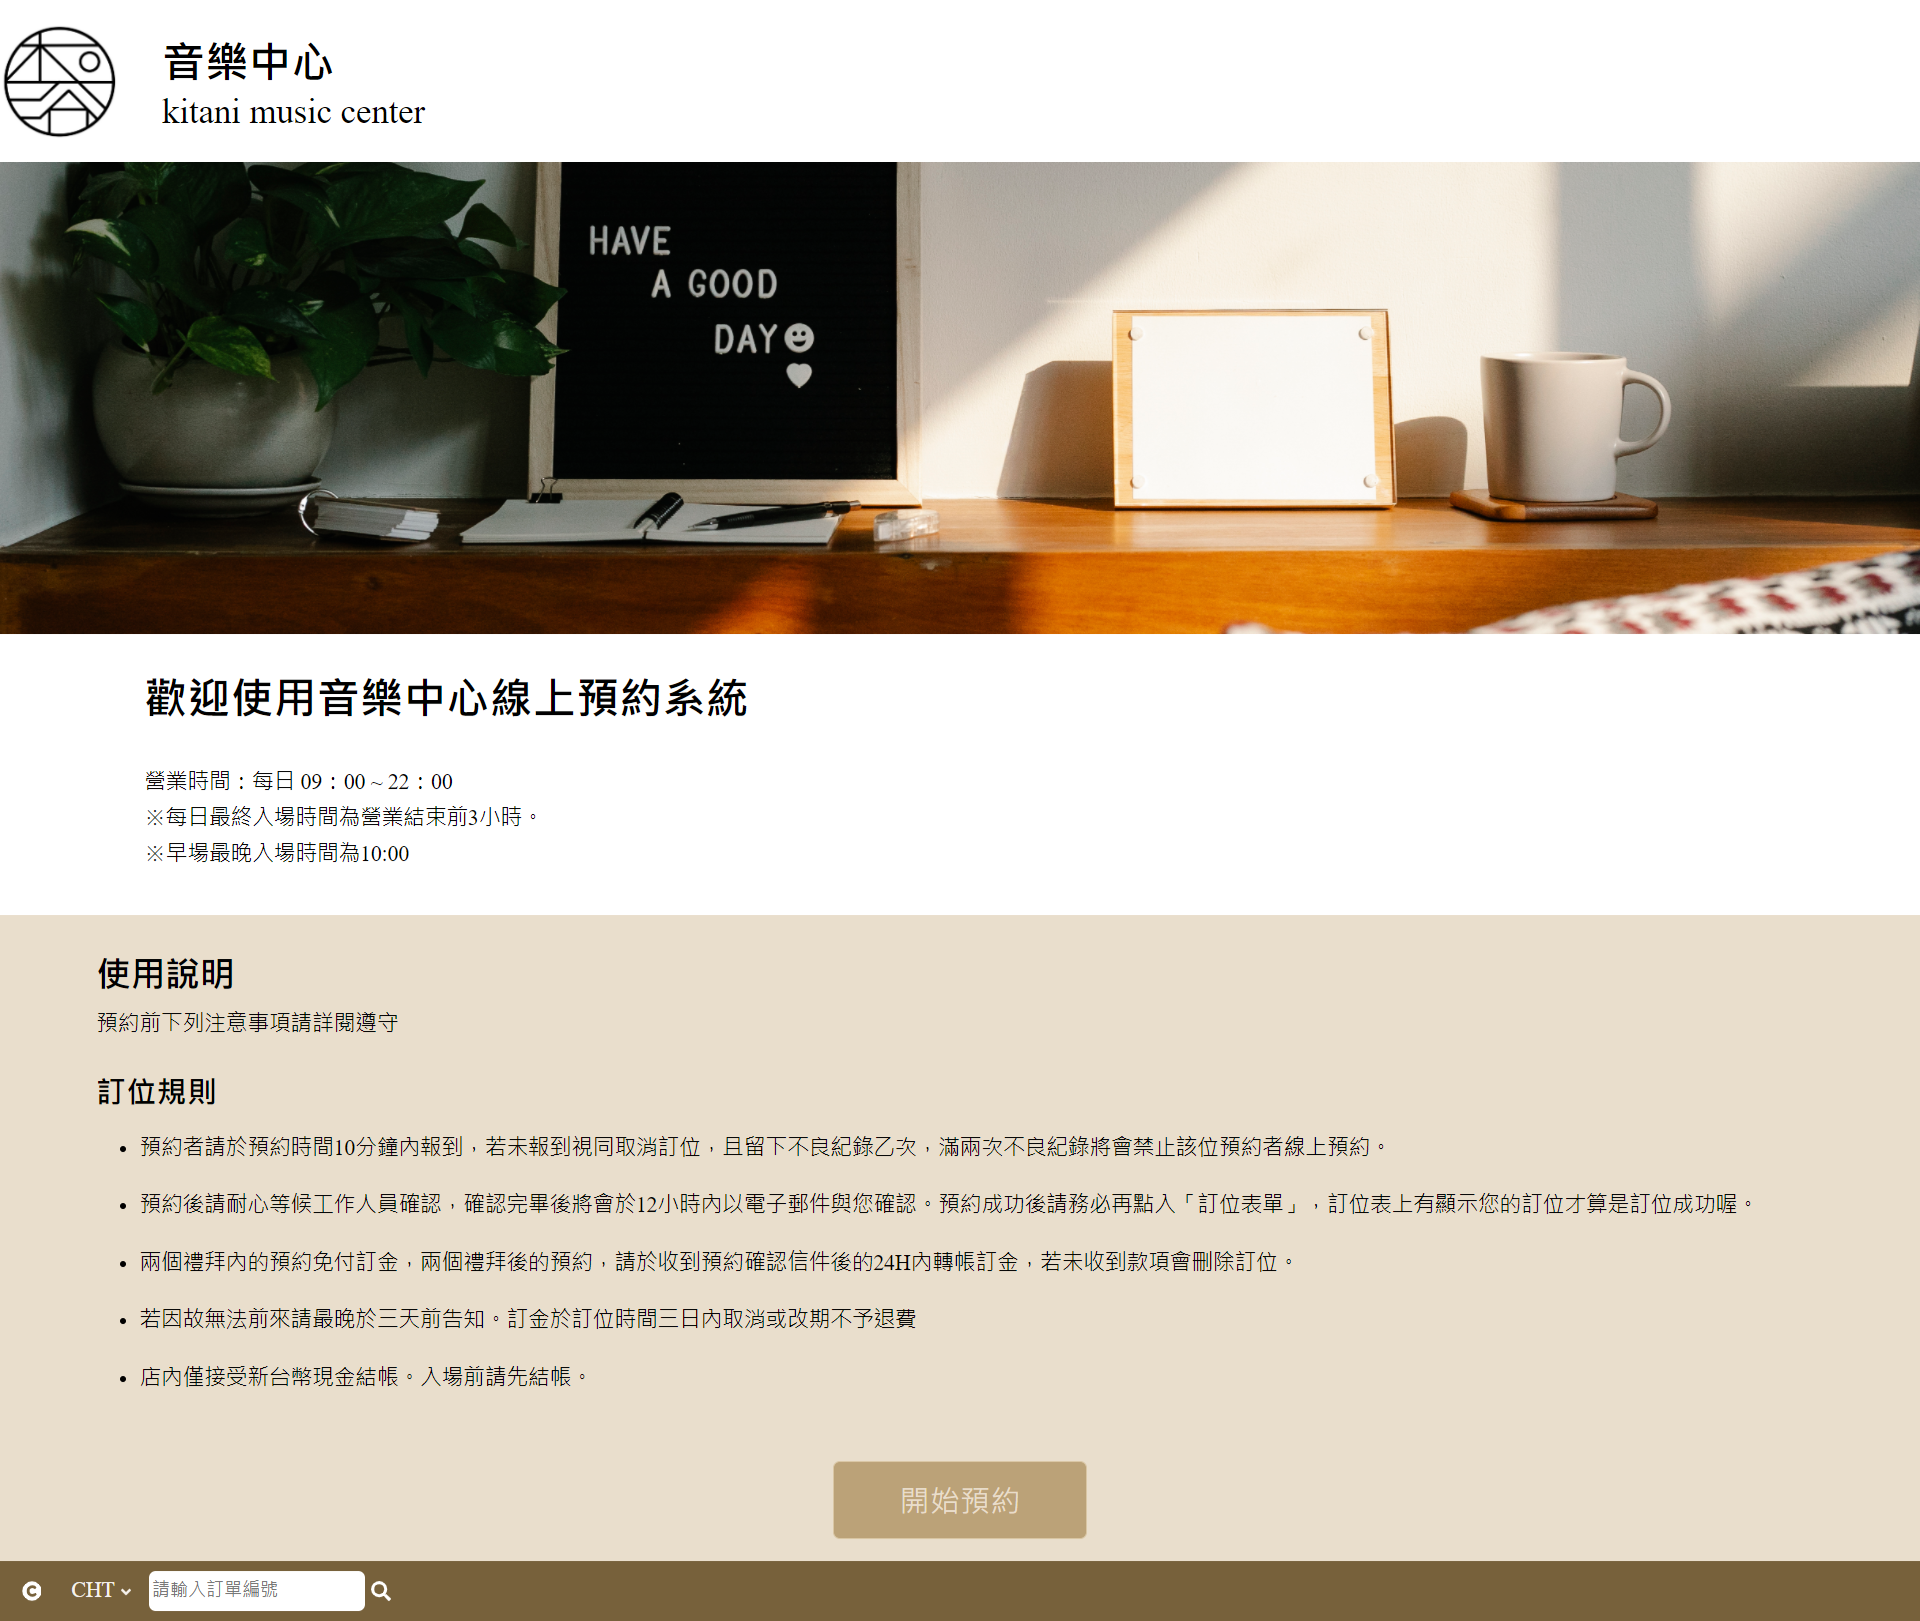 音樂中心
kitani music center
HAVE
A GOOD
DAY
歡迎使用音樂中心線上預約系統
營業時間：每日 09：00 ~ 22：00
※每日最終入場時間為營業結束前3小時。
※早場最晚入場時間為10:00
使用說明
預約前下列注意事項請詳閱遵守
訂位規則
預約者請於預約時間10分鐘內報到，若未報到視同取消訂位，且留下不良紀錄乙次，滿兩次不良紀錄將會禁止該位預約者線上預約。
預約後請耐心等候工作人員確認，確認完畢後將會於12小時內以電子郵件與您確認。預約成功後請務必再點入「訂位表單」，訂位表上有顯示您的訂位才算是訂位成功喔。
兩個禮拜內的預約免付訂金，兩個禮拜後的預約，請於收到預約確認信件後的24H內轉帳訂金，若未收到款項會刪除訂位。
若因故無法前來請最晚於三天前告知。訂金於訂位時間三日內取消或改期不予退費
店內僅接受新台幣現金結帳。入場前請先結帳。
開始預約
CHT
請輸入訂單編號